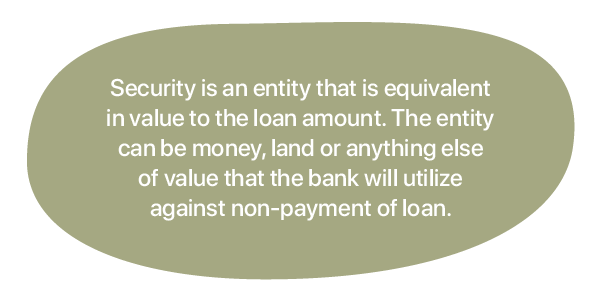 Security is an entity that is equivalent
in value to the loan amount. The entity
can be money, land or anything else
of value that the bank will utilize
against non-payment of loan.